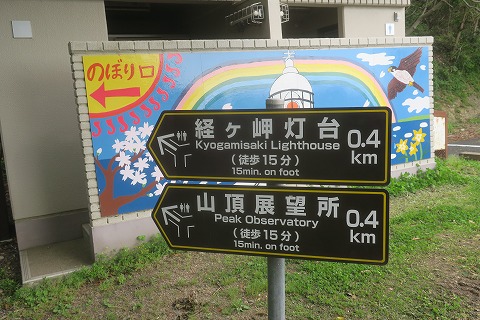 のぼり口
経ヶ岬灯台
Kyogamisaki Lighthouse
(徒歩15分)
15min. on foot
0.4
km
山頂展望所
Peak Observatory
(徒歩15分)
15min. on foot
0.4
km